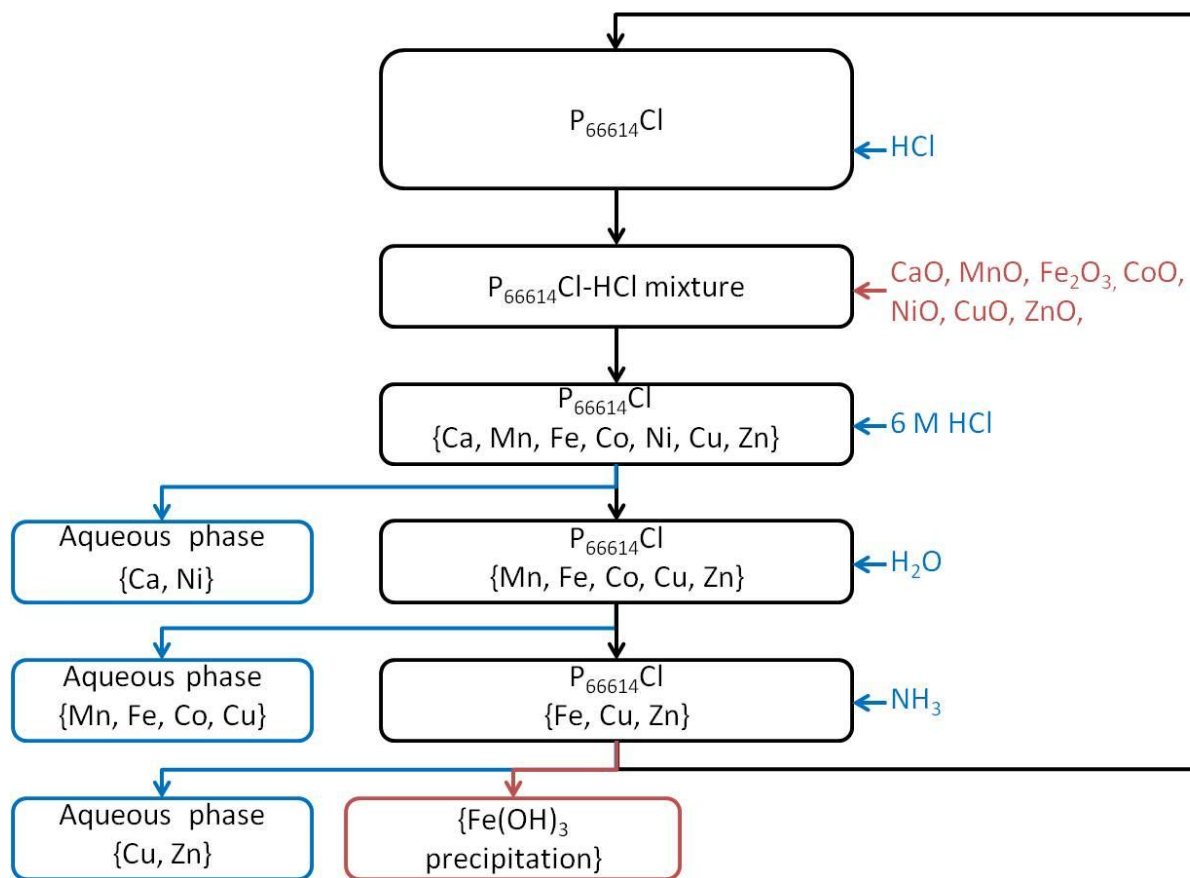 P₆₆₆₁₄Cl
HCl
P₆₆₆₁₄Cl-HCl mixture
CaO, MnO, Fe₂O₃, CoO,
NiO, CuO, ZnO,
P₆₆₆₁₄Cl
{Ca, Mn, Fe, Co, Ni, Cu, Zn}
6 M HCl
Aqueous phase
{Ca, Ni}
P₆₆₆₁₄Cl
{Mn, Fe, Co, Cu, Zn}
H₂O
Aqueous phase
{Mn, Fe, Co, Cu}
P₆₆₆₁₄Cl
{Fe, Cu, Zn}
NH₃
Aqueous phase
{Cu, Zn}
{Fe(OH)₃
precipitation}